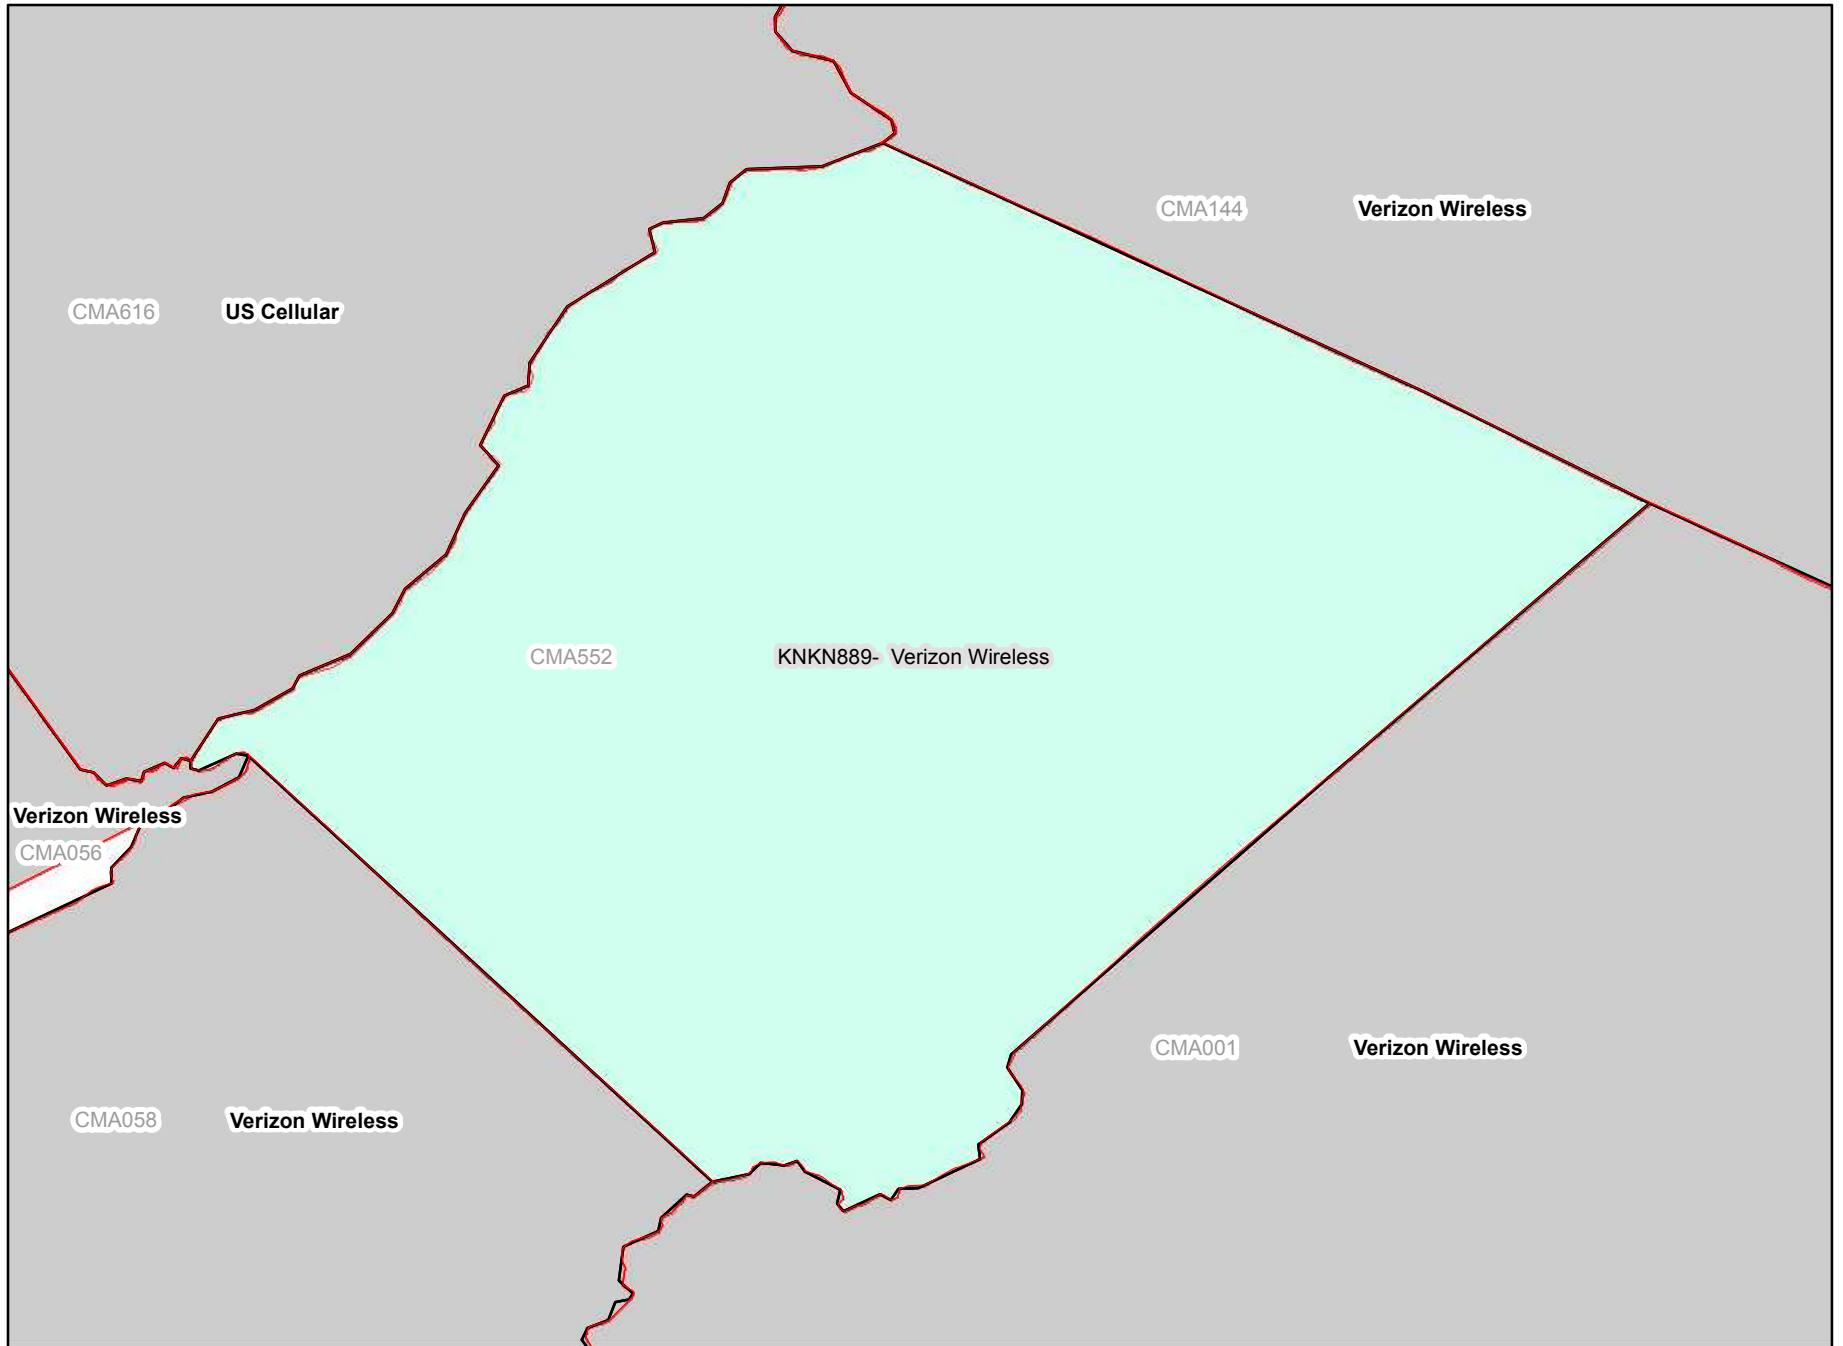 CMA144 Verizon Wireless
CMA616 US Cellular
CMA552 KNKN889- Verizon Wireless
Verizon Wireless
CMA056
CMA001 Verizon Wireless
CMA058 Verizon Wireless